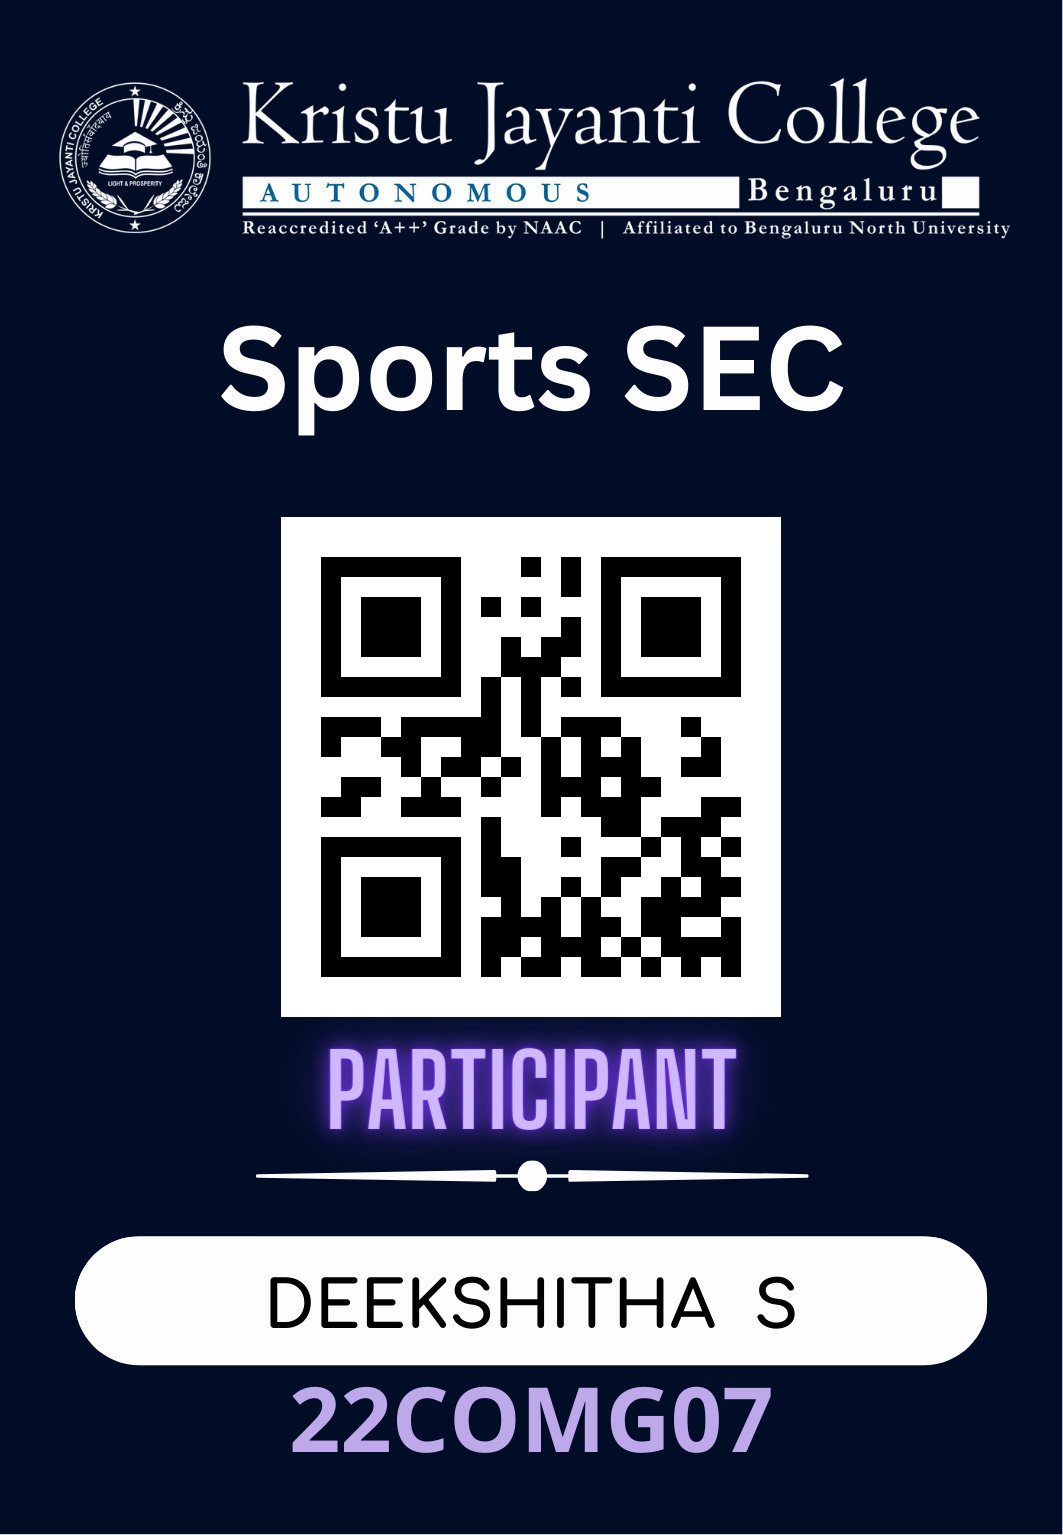 KRISTU JAYANTI COLLEGE
LIGHT & PROSPERITY
Kristu Jayanti College
AUTONOMOUS Bengaluru
Reaccredited ‘A++’ Grade by NAAC | Affiliated to Bengaluru North University
Sports SEC
PARTICIPANT
DEEKSHITHA S
22COMG07